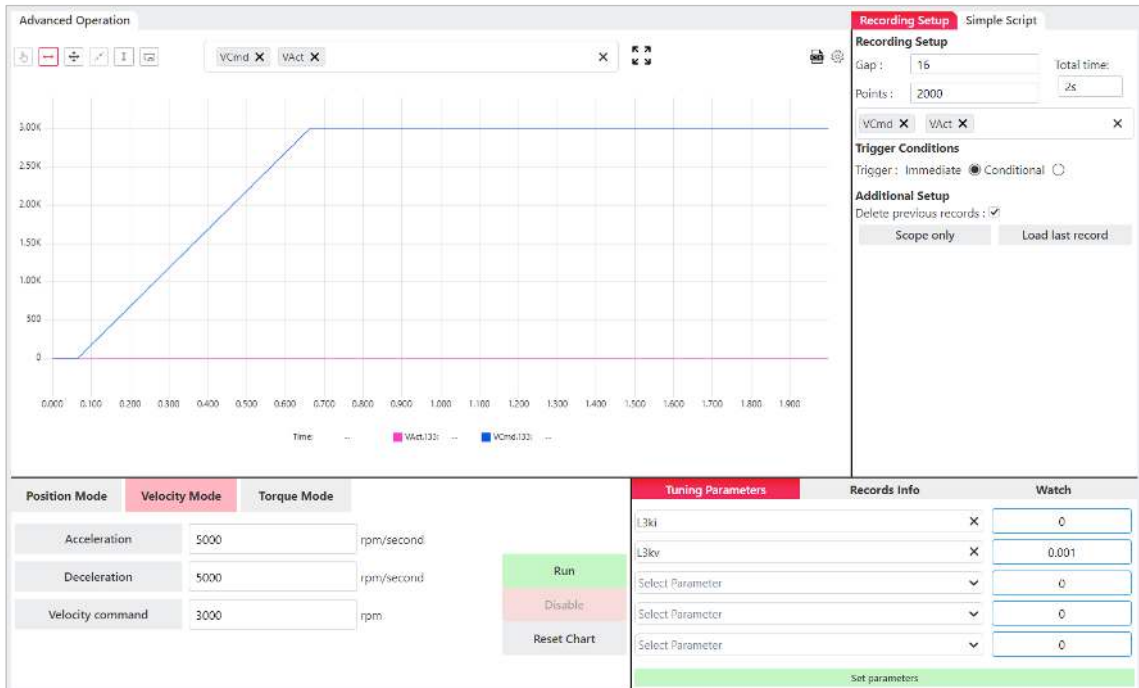 Advanced Operation
VCmd ✕ VAct ✕ ✕
3.00K
2.50K
2.00K
1.50K
1.00K
500
0
0.000 0.100 0.200 0.300 0.400 0.500 0.600 0.700 0.800 0.900 1.000 1.100 1.200 1.300 1.400 1.500 1.600 1.700 1.800 1.900
Time: -- VAct.133: -- VCmd.133: --
Recording Setup Simple Script
Recording Setup
Gap : 16 Total time:
Points : 2000 2s
VCmd ✕ VAct ✕ ✕
Trigger Conditions
Trigger : Immediate Conditional
Additional Setup
Delete previous records :
Scope only Load last record
Position Mode Velocity Mode Torque Mode
Acceleration 5000 rpm/second
Deceleration 5000 rpm/second
Velocity command 3000 rpm
Run
Disable
Reset Chart
Tuning Parameters Records Info Watch
L3ki ✕ 0
L3kv ✕ 0.001
Select Parameter 0
Select Parameter 0
Select Parameter 0
Set parameters